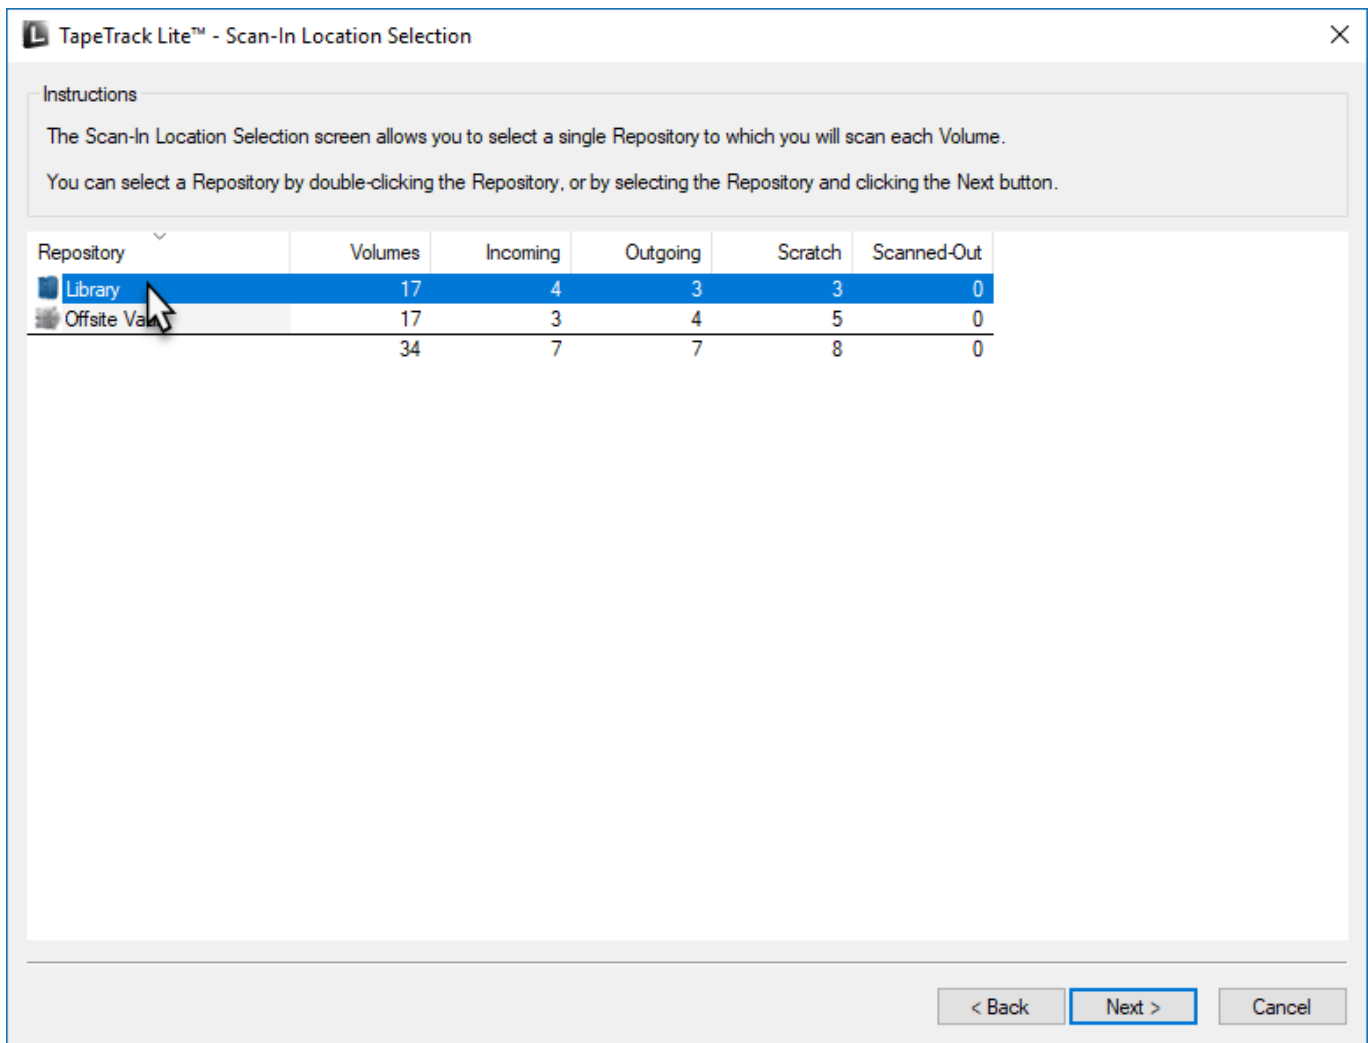 TapeTrack Lite™ - Scan-In Location Selection
Instructions
The Scan-In Location Selection screen allows you to select a single Repository to which you will scan each Volume.
You can select a Repository by double-clicking the Repository, or by selecting the Repository and clicking the Next button.
Repository Volumes Incoming Outgoing Scratch Scanned-Out
Library 17 4 3 3 0
Offsite 17 3 4 5 0
34 7 7 8 0
< Back Next > Cancel